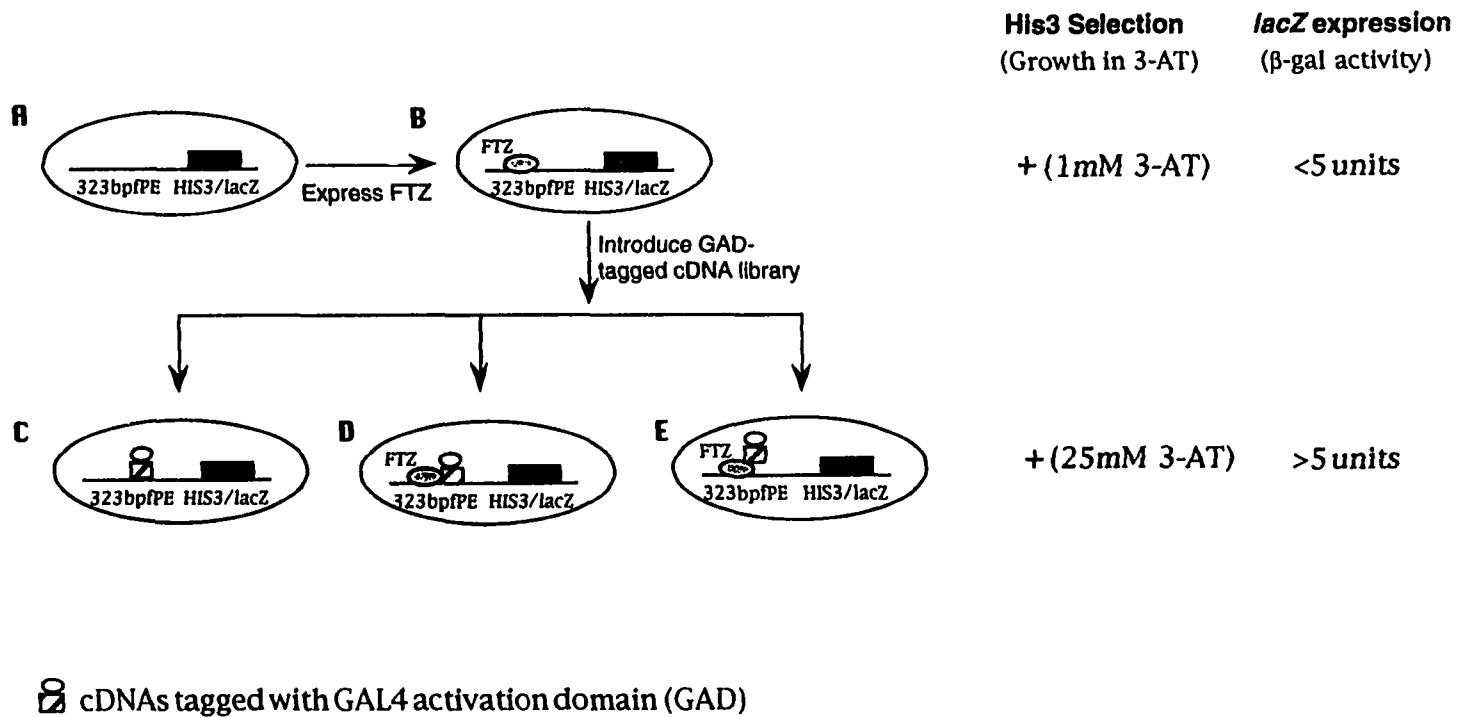 His3 Selection
(Growth in 3-AT)
lacZ expression
(β-gal activity)
A
323bpfPE HIS3/lacZ
Express FTZ
B
FTZ
323bpfPE HIS3/lacZ
+ (1mM 3-AT)
<5 units
Introduce GAD-
tagged cDNA library
C
323bpfPE HIS3/lacZ
D
FTZ
323bpfPE HIS3/lacZ
E
FTZ
323bpfPE HIS3/lacZ
+ (25mM 3-AT)
>5 units
cDNAs tagged with GAL4 activation domain (GAD)